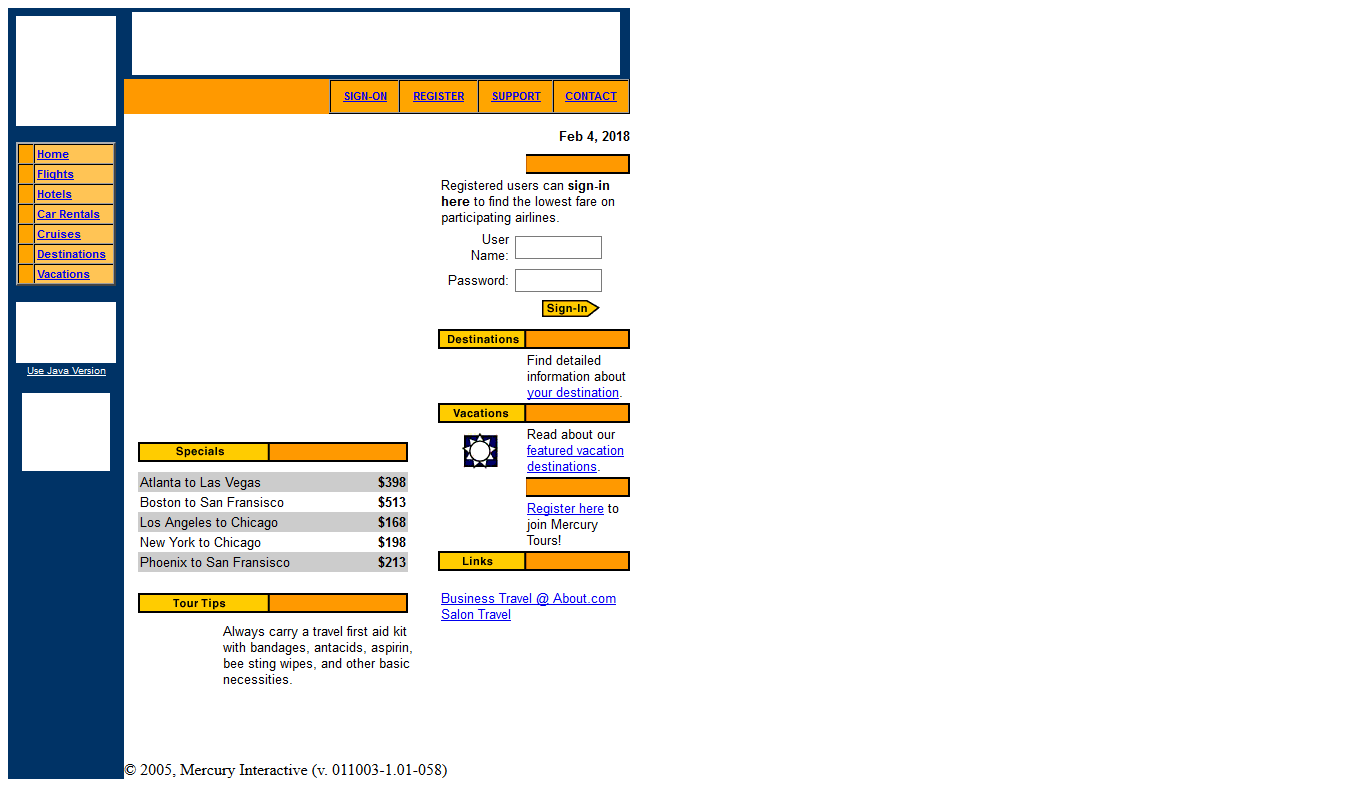 SIGN-ON REGISTER SUPPORT CONTACT
Home
Flights
Hotels
Car Rentals
Cruises
Destinations
Vacations
Use Java Version
Specials
Atlanta to Las Vegas $398
Boston to San Fransisco $513
Los Angeles to Chicago $168
New York to Chicago $198
Phoenix to San Fransisco $213
Tour Tips
Always carry a travel first aid kit
with bandages, antacids, aspirin,
bee sting wipes, and other basic
necessities.
Feb 4, 2018
Registered users can sign-in
here to find the lowest fare on
participating airlines.
User
Name:
Password:
Sign-In
Destinations
Find detailed
information about
your destination.
Vacations
Read about our
featured vacation
destinations.
Register here to
join Mercury
Tours!
Links
Business Travel @ About.com
Salon Travel
© 2005, Mercury Interactive (v. 011003-1.01-058)